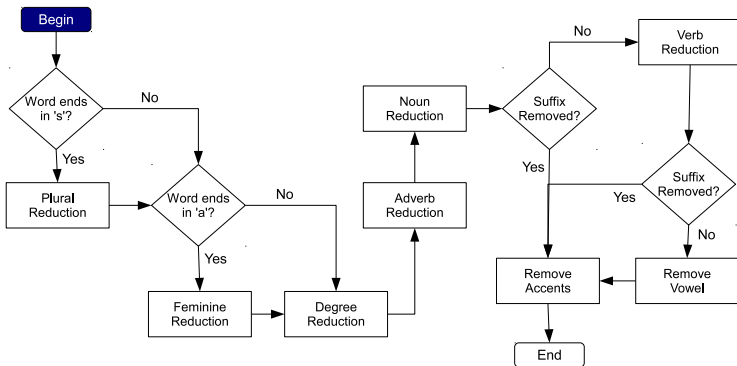 Begin
Word ends
in 's'?
No
Yes
Plural
Reduction
Word ends
in 'a'?
No
Yes
Feminine
Reduction
Degree
Reduction
Adverb
Reduction
Noun
Reduction
Suffix
Removed?
No
Yes
Verb
Reduction
Suffix
Removed?
Yes
No
Remove
Vowel
Remove
Accents
End